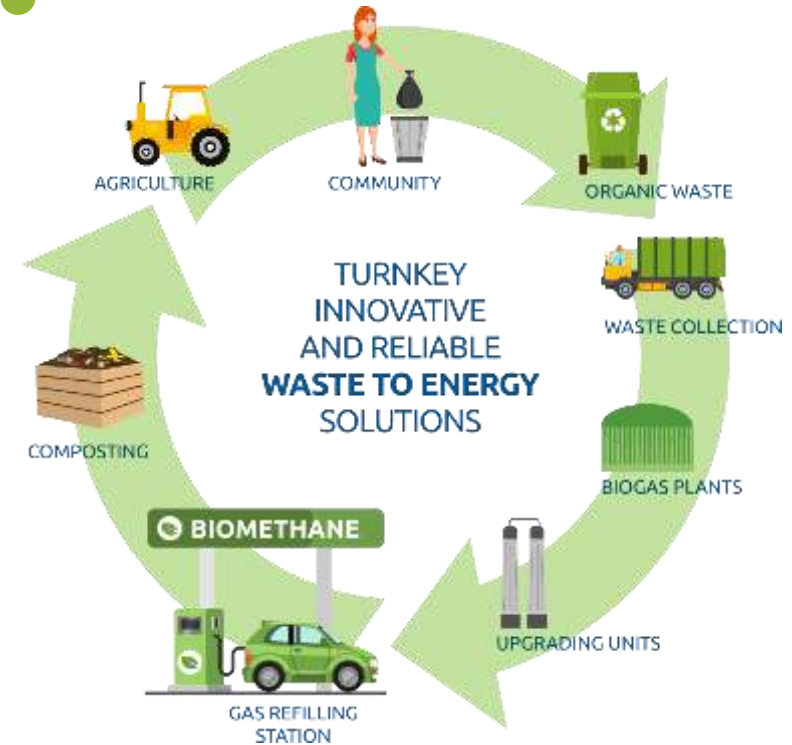 AGRICULTURE
COMMUNITY
ORGANIC WASTE
WASTE COLLECTION
BIOGAS PLANTS
UPGRADING UNITS
BIOMETHANE
GAS REFILLING
STATION
COMPOSTING
TURNKEY
INNOVATIVE
AND RELIABLE
WASTE TO ENERGY
SOLUTIONS